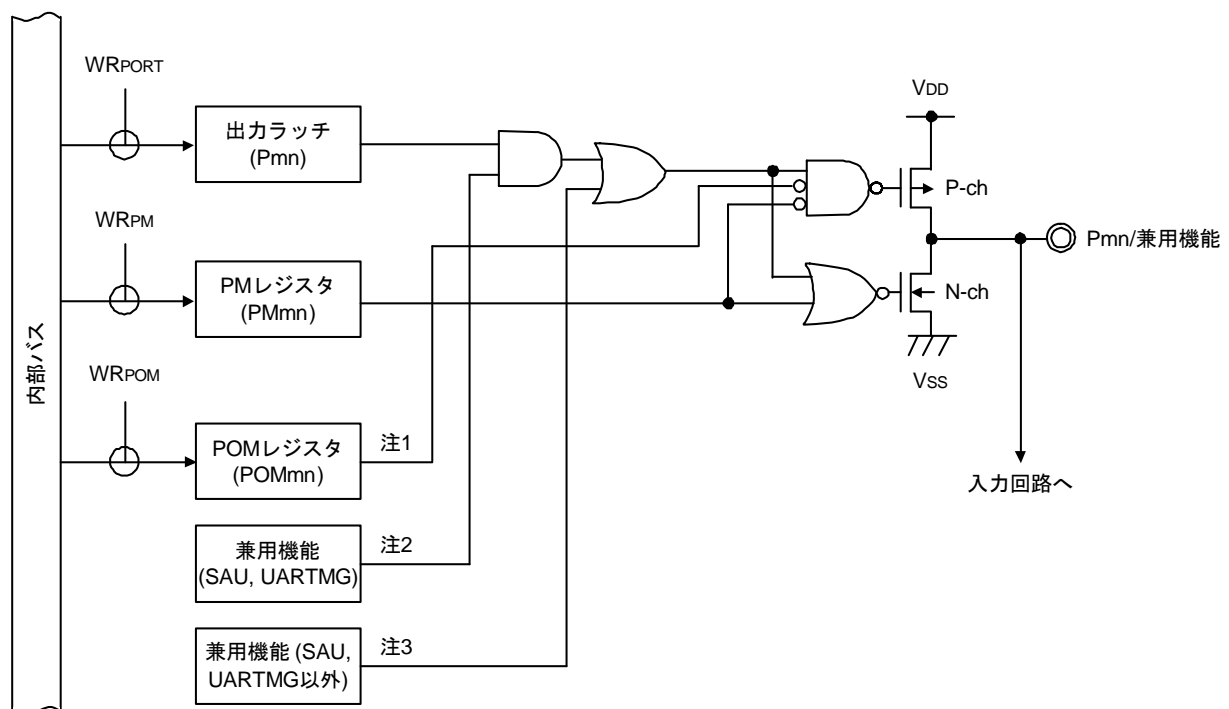 WRPORT
出力ラッチ
(Pmn)
VDD
P-ch
WRPM
PMレジスタ
(PMmn)
Pmn/兼用機能
N-ch
VSS
内部バス
WRPOM
POMレジスタ
(POMmn)
注1
入力回路へ
兼用機能
(SAU, UARTMG)
注2
兼用機能 (SAU,
UARTMG以外)
注3